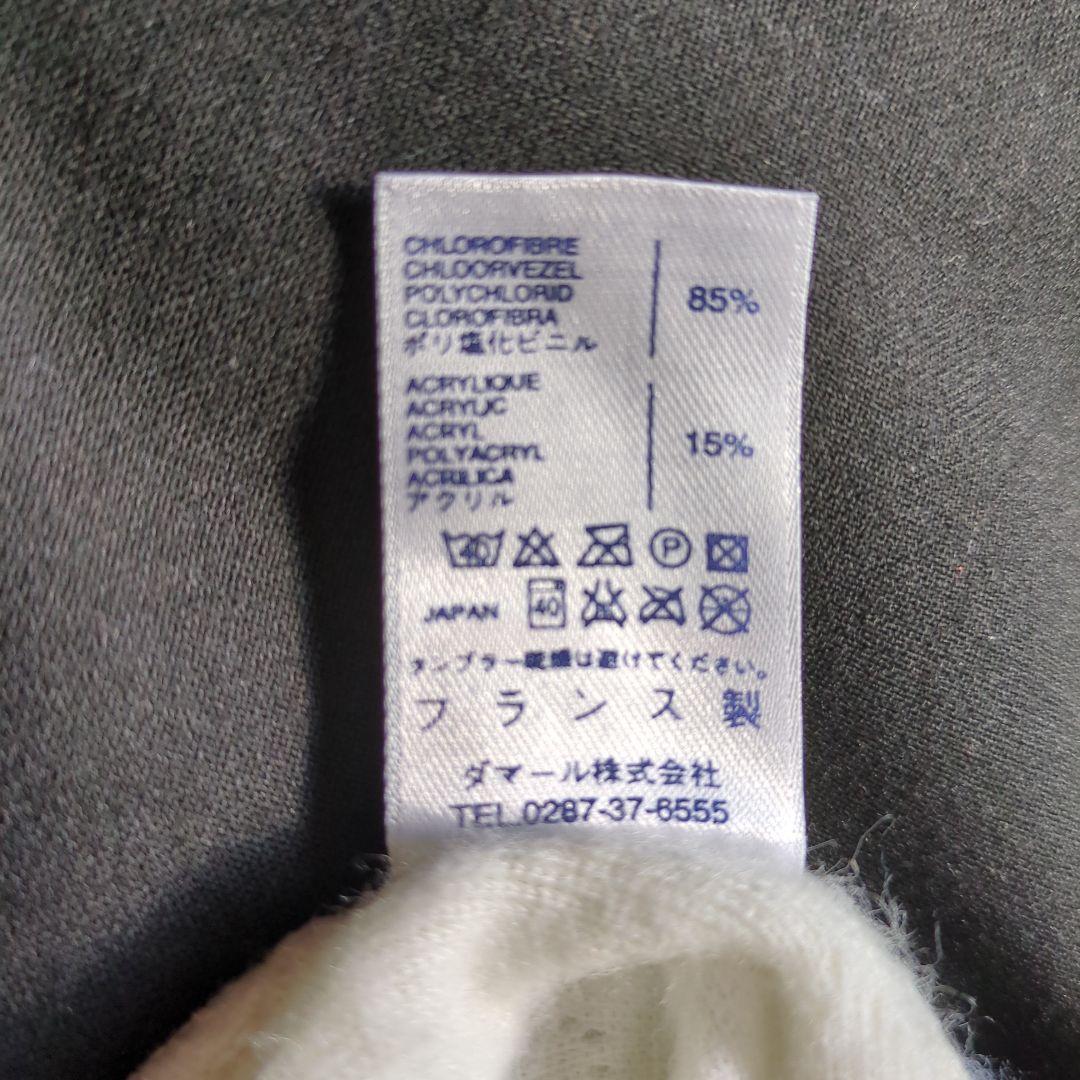 CHLOROFIBRE
CHLOORVEZEL
POLYCHLORID
CLOROFIBRA
ポリ塩化ビニル
85%
ACRYLIQUE
ACRYLIC
ACRYL
POLYACRYL
ACRILICA
アクリル
15%
40 P
JAPAN 40
タンブラー乾燥は避けてください。
フランス製
ダマール株式会社
TEL.0287-37-6555